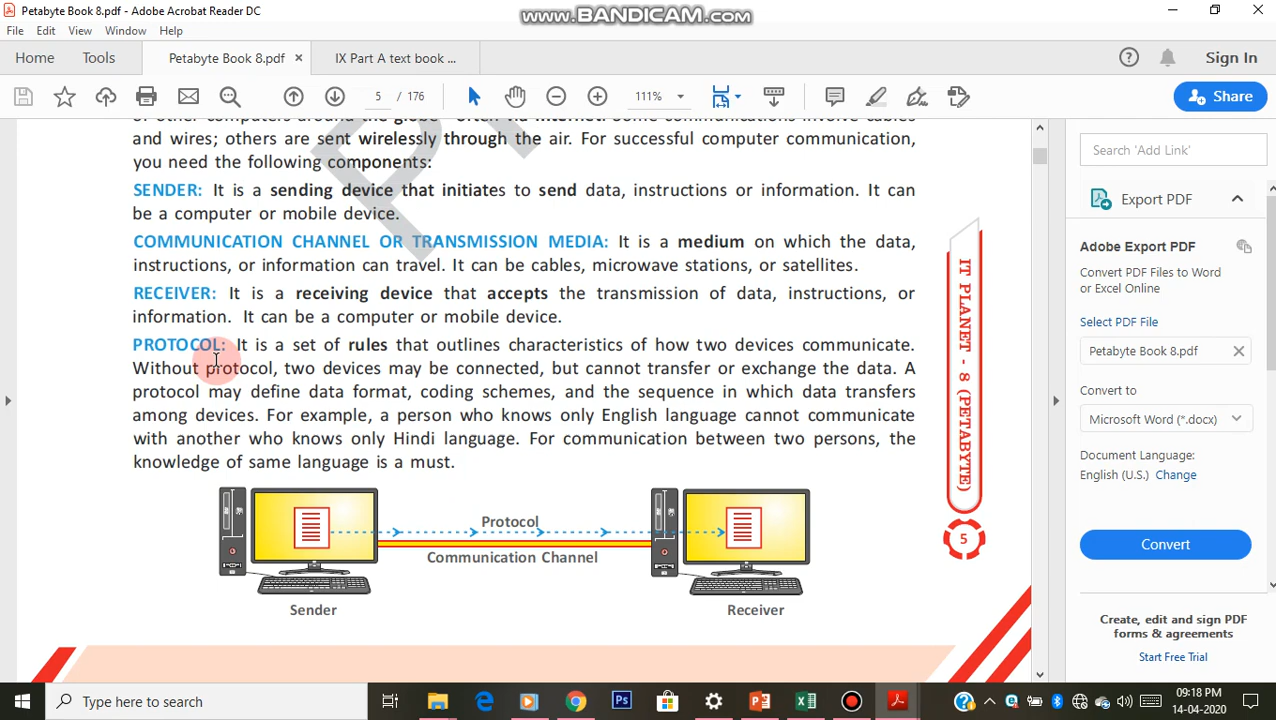 Petabyte Book 8.pdf - Adobe Acrobat Reader DC
www.BANDICAM.com
File Edit View Window Help
Home Tools Petabyte Book 8.pdf × IX Part A text book ... Sign In
5 / 176 111% Share
or other computers around the globe - often via internet. Some communications involve cables
and wires; others are sent wirelessly through the air. For successful computer communication,
you need the following components:
SENDER: It is a sending device that initiates to send data, instructions or information. It can
be a computer or mobile device.
COMMUNICATION CHANNEL OR TRANSMISSION MEDIA: It is a medium on which the data,
instructions, or information can travel. It can be cables, microwave stations, or satellites.
RECEIVER: It is a receiving device that accepts the transmission of data, instructions, or
information. It can be a computer or mobile device.
PROTOCOL: It is a set of rules that outlines characteristics of how two devices communicate.
Without protocol, two devices may be connected, but cannot transfer or exchange the data. A
protocol may define data format, coding schemes, and the sequence in which data transfers
among devices. For example, a person who knows only English language cannot communicate
with another who knows only Hindi language. For communication between two persons, the
knowledge of same language is a must.
Protocol
Communication Channel
Sender
Receiver
IT PLANET - 8 (PETABYTE)
5
Search 'Add Link'
Export PDF
Adobe Export PDF
Convert PDF Files to Word
or Excel Online
Select PDF File
Petabyte Book 8.pdf
Convert to
Microsoft Word (*.docx)
Document Language:
English (U.S.) Change
Convert
Create, edit and sign PDF
forms & agreements
Start Free Trial
Type here to search
09:18 PM
14-04-2020